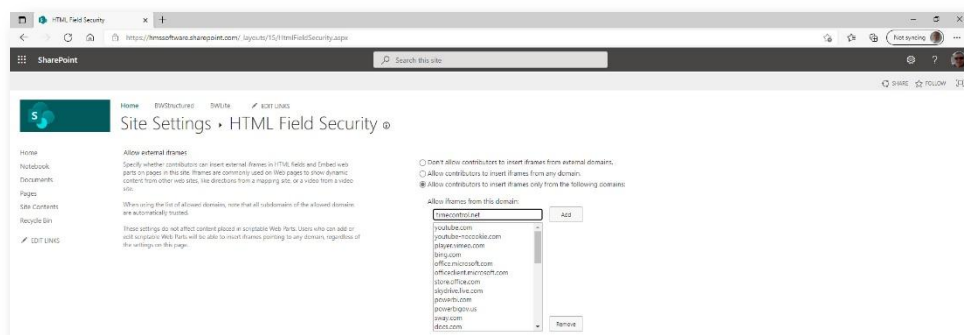 HTML Field Security
https://hmssoftware.sharepoint.com/_layouts/15/HtmlFieldSecurity.aspx
Not syncing
SharePoint
Search this site
SHARE
FOLLOW
Home BWStructured BWLite EDIT LINKS
Site Settings › HTML Field Security
Home
Notebook
Documents
Pages
Site Contents
Recycle Bin
EDIT LINKS
Allow external iframes
Specify whether contributors can insert external iframes in HTML fields and Embed web
parts on pages in this site. Iframes are commonly used on Web pages to show dynamic
content from other web sites, like directions from a mapping site, or a video from a video
site.
When using the list of allowed domains, note that all subdomains of the allowed domains
are automatically trusted.
These settings do not affect content placed in scriptable Web Parts. Users who can add or
edit scriptable Web Parts will be able to insert iframes pointing to any domain, regardless of
the settings on this page.
Don't allow contributors to insert iframes from external domains.
Allow contributors to insert iframes from any domain.
Allow contributors to insert iframes only from the following domains:
Allow iframes from this domain:
timecontrol.net
Add
youtube.com
youtube-nocookie.com
player.vimeo.com
bing.com
office.microsoft.com
officeclient.microsoft.com
store.office.com
skydrive.live.com
powerbi.com
powerbigov.us
sway.com
docs.com
Remove